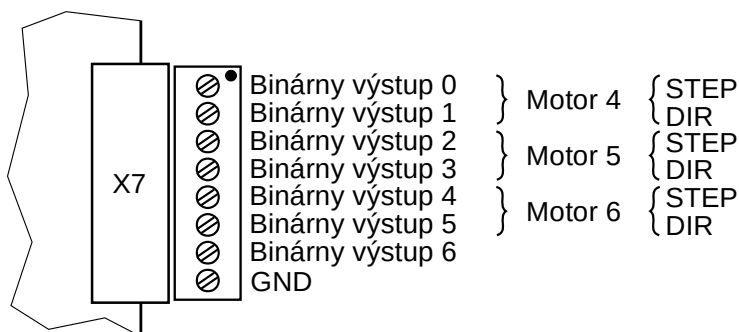 X7
Binárny výstup 0
Binárny výstup 1
Binárny výstup 2
Binárny výstup 3
Binárny výstup 4
Binárny výstup 5
Binárny výstup 6
GND
Motor 4
Motor 5
Motor 6
STEP
DIR
STEP
DIR
STEP
DIR